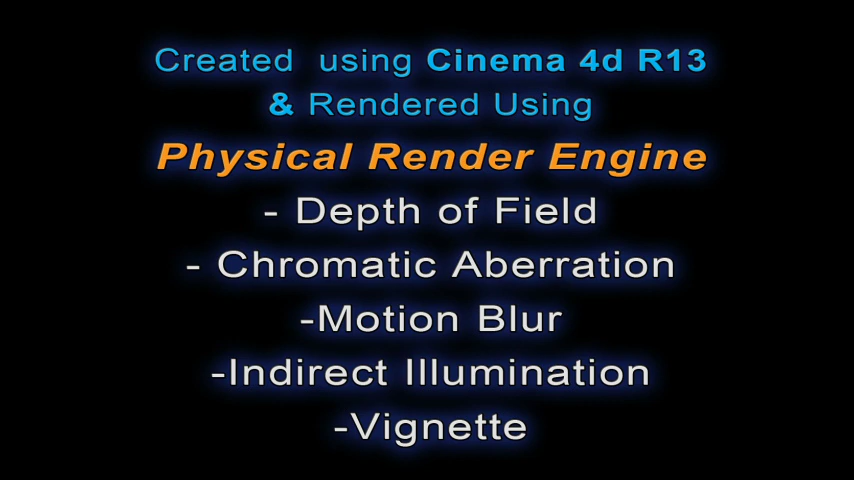 Created  using Cinema 4d R13
& Rendered Using
Physical Render Engine
- Depth of Field
- Chromatic Aberration
-Motion Blur
-Indirect Illumination
-Vignette